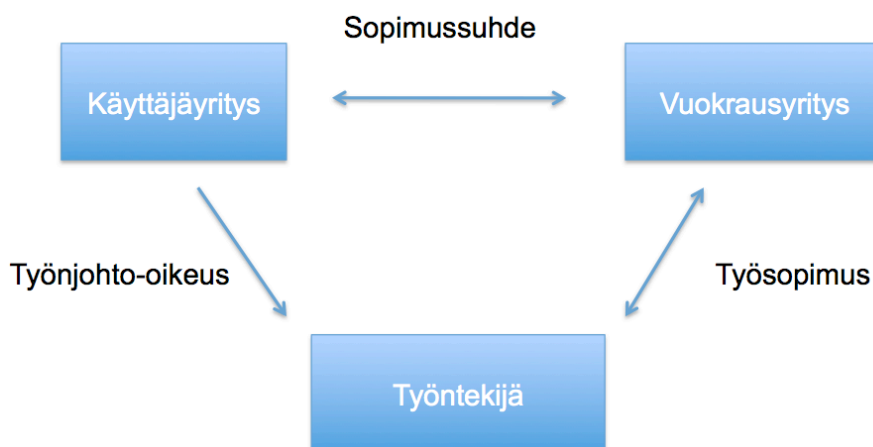 Sopimussuhde
Käyttäjäyritys
Vuokrausyritys
Työnjohto-oikeus
Työsopimus
Työntekijä